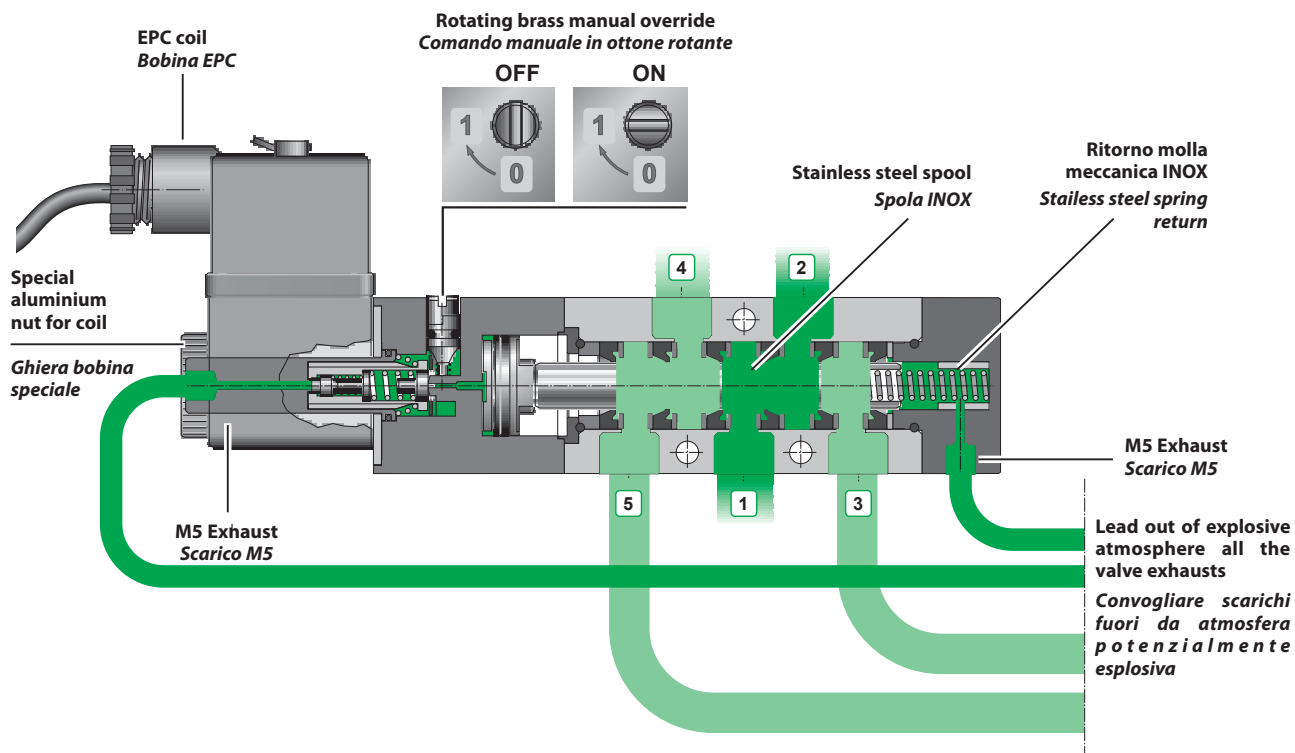 Rotating brass manual override
Comando manuale in ottone rotante
OFF
ON
1
0
1
0
EPC coil
Bobina EPC
Stainless steel spool
Spola INOX
Ritorno molla
meccanica INOX
Stailess steel spring
return
Special
aluminium
nut for coil
Ghiera bobina
speciale
4
2
5
1
3
M5 Exhaust
Scarico M5
M5 Exhaust
Scarico M5
Lead out of explosive
atmosphere all the
valve exhausts
Convogliare scarichi
fuori da atmosfera
potenzialmente
esplosiva